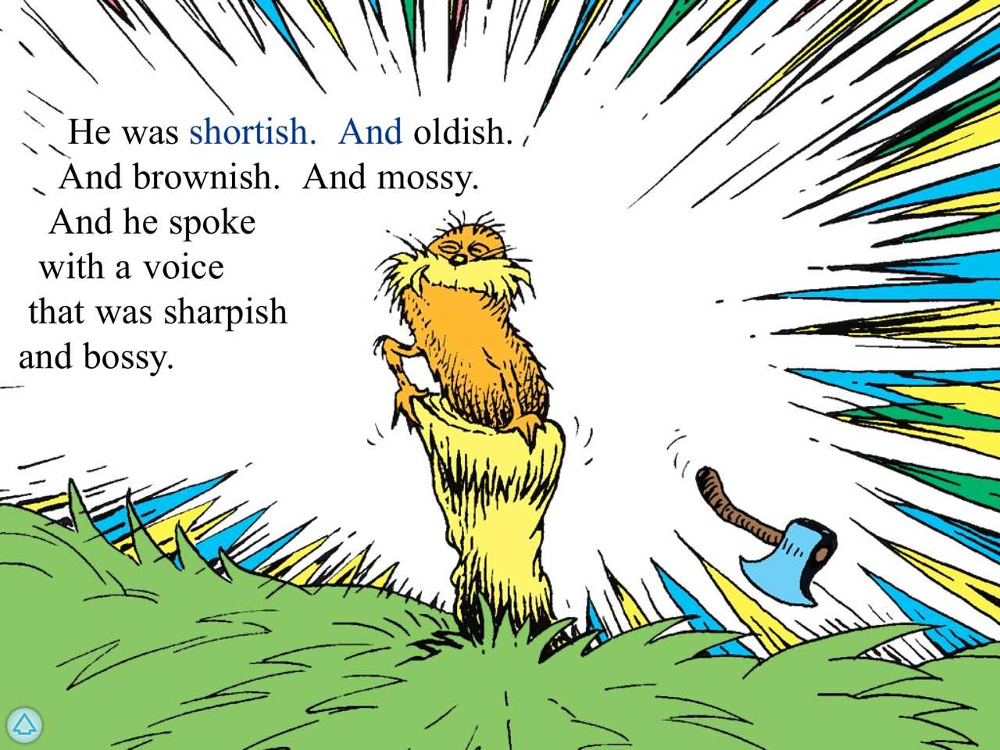 He was shortish. And oldish.
And brownish. And mossy.
And he spoke
with a voice
that was sharpish
and bossy.